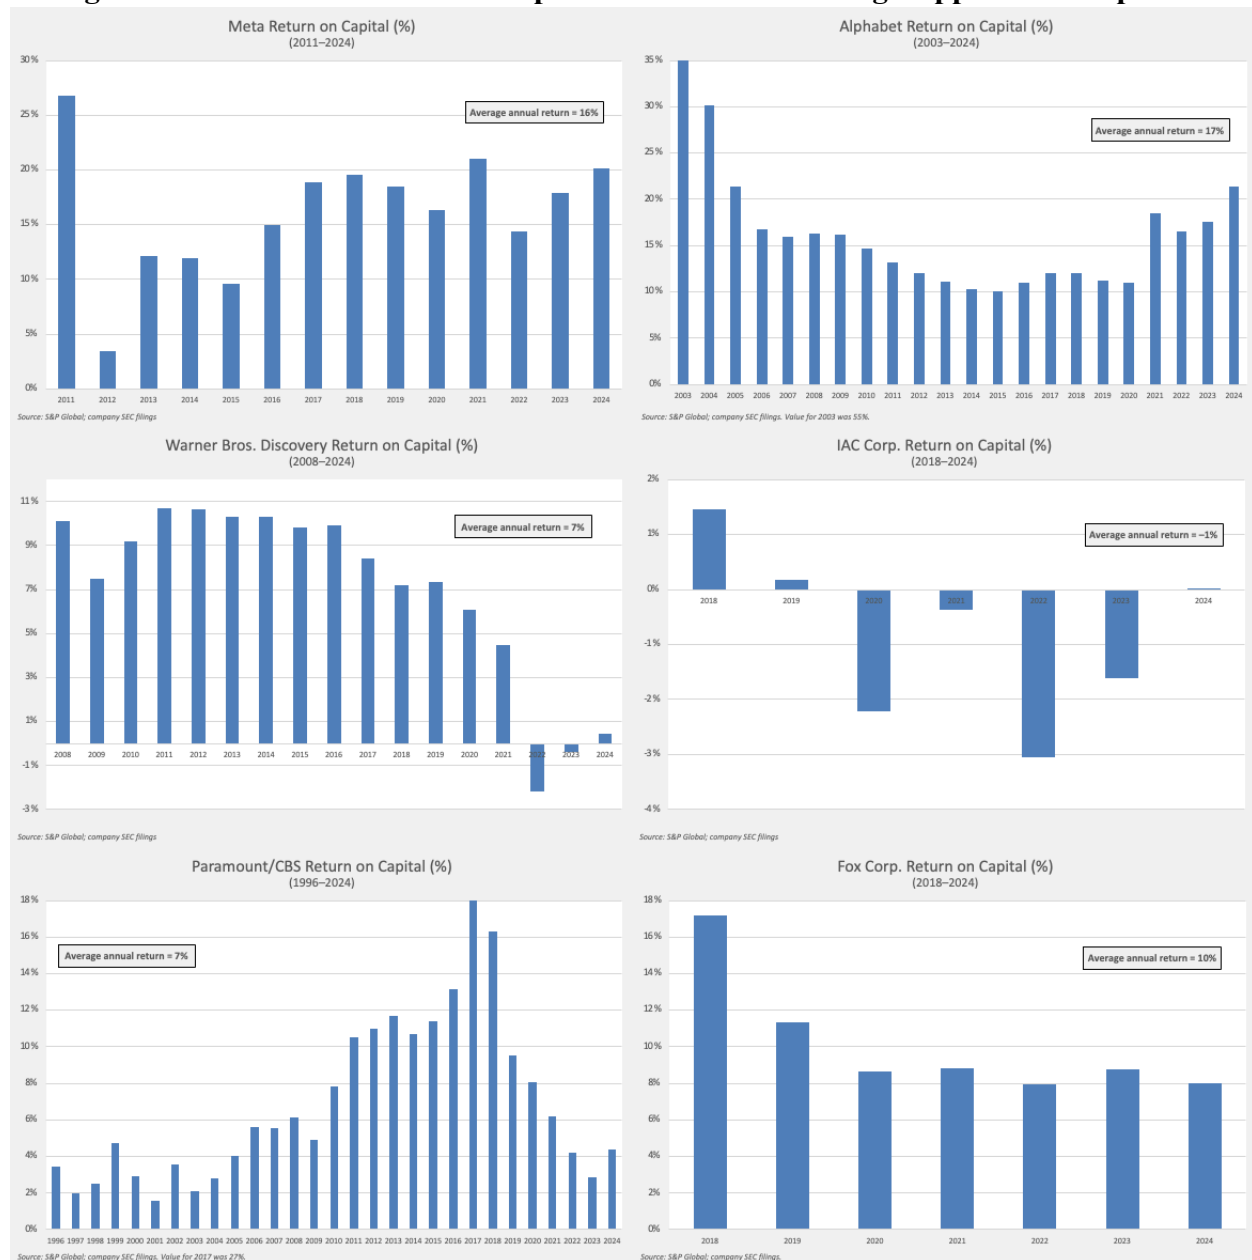 Meta Return on Capital (%)
(2011–2024)
30%
25%
20%
15%
10%
5%
0%
Average annual return = 16%
2011 2012 2013 2014 2015 2016 2017 2018 2019 2020 2021 2022 2023 2024
Source: S&P Global; company SEC filings
Alphabet Return on Capital (%)
(2003–2024)
35%
30%
25%
20%
15%
10%
5%
0%
Average annual return = 17%
2003 2004 2005 2006 2007 2008 2009 2010 2011 2012 2013 2014 2015 2016 2017 2018 2019 2020 2021 2022 2023 2024
Source: S&P Global; company SEC filings. Value for 2003 was 55%.
Warner Bros. Discovery Return on Capital (%)
(2008–2024)
11%
9%
7%
5%
3%
1%
-1%
-3%
Average annual return = 7%
2008 2009 2010 2011 2012 2013 2014 2015 2016 2017 2018 2019 2020 2021 2022 2023 2024
Source: S&P Global; company SEC filings
IAC Corp. Return on Capital (%)
(2018–2024)
2%
1%
0%
-1%
-2%
-3%
-4%
Average annual return = –1%
2018 2019 2020 2021 2022 2023 2024
Source: S&P Global; company SEC filings
Paramount/CBS Return on Capital (%)
(1996–2024)
18%
16%
14%
12%
10%
8%
6%
4%
2%
0%
Average annual return = 7%
1996 1997 1998 1999 2000 2001 2002 2003 2004 2005 2006 2007 2008 2009 2010 2011 2012 2013 2014 2015 2016 2017 2018 2019 2020 2021 2022 2023 2024
Source: S&P Global; company SEC filings. Value for 2017 was 27%.
Fox Corp. Return on Capital (%)
(2018–2024)
18%
16%
14%
12%
10%
8%
6%
4%
2%
0%
Average annual return = 10%
2018 2019 2020 2021 2022 2023 2024
Source: S&P Global; company SEC filings.